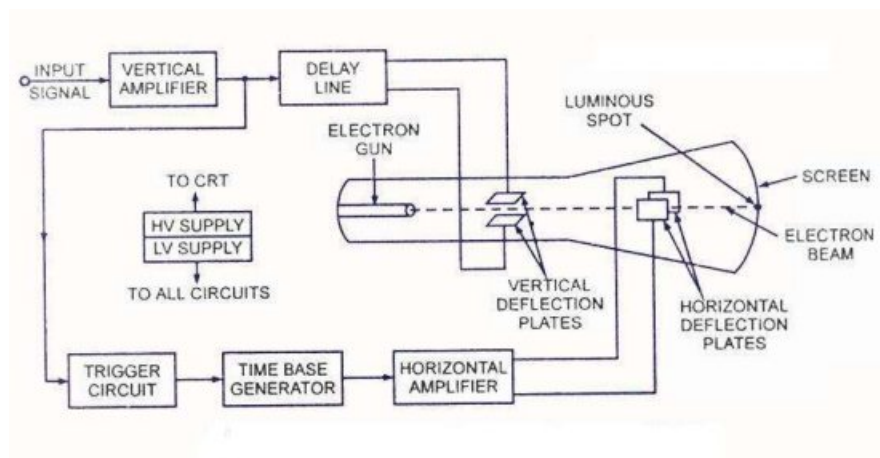 INPUT
SIGNAL
VERTICAL
AMPLIFIER
DELAY
LINE
ELECTRON
GUN
LUMINOUS
SPOT
SCREEN
ELECTRON
BEAM
TO CRT
HV SUPPLY
LV SUPPLY
TO ALL CIRCUITS
VERTICAL
DEFLECTION
PLATES
HORIZONTAL
DEFLECTION
PLATES
TRIGGER
CIRCUIT
TIME BASE
GENERATOR
HORIZONTAL
AMPLIFIER